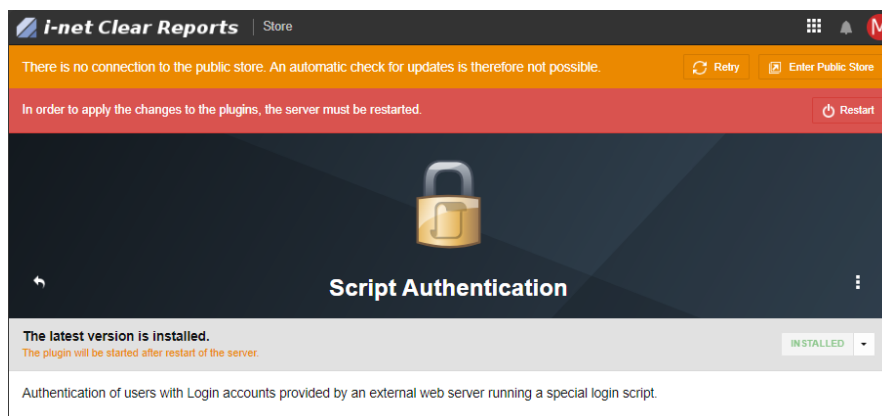 i-net Clear Reports Store
There is no connection to the public store. An automatic check for updates is therefore not possible. Retry Enter Public Store
In order to apply the changes to the plugins, the server must be restarted. Restart
Script Authentication
The latest version is installed.
The plugin will be started after restart of the server.
INSTALLED
Authentication of users with Login accounts provided by an external web server running a special login script.